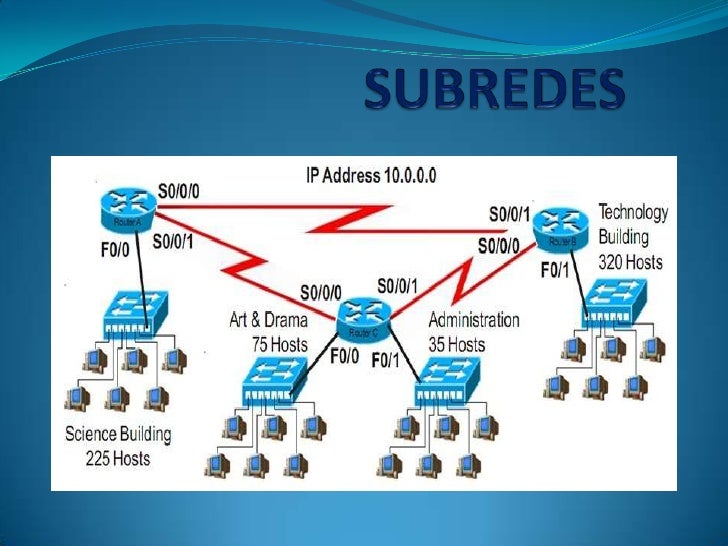 SUBREDES
IP Address 10.0.0.0
S0/0/0
Router A
S0/0/1
F0/0
S0/0/1
Router B
S0/0/0
F0/1
Technology
Building
320 Hosts
S0/0/0
S0/0/1
Router C
F0/0
F0/1
Art & Drama
75 Hosts
Administration
35 Hosts
Science Building
225 Hosts